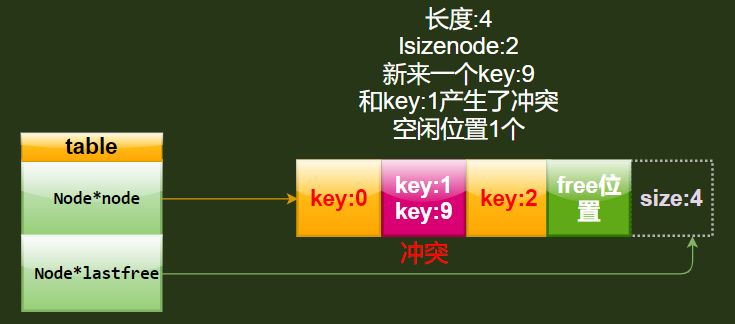 长度:4
lsizenode:2
新来一个key:9
和key:1产生了冲突
空闲位置1个
table
Node*node
Node*lastfree
key:0
key:1
key:9
key:2
free位
置
size:4
冲突